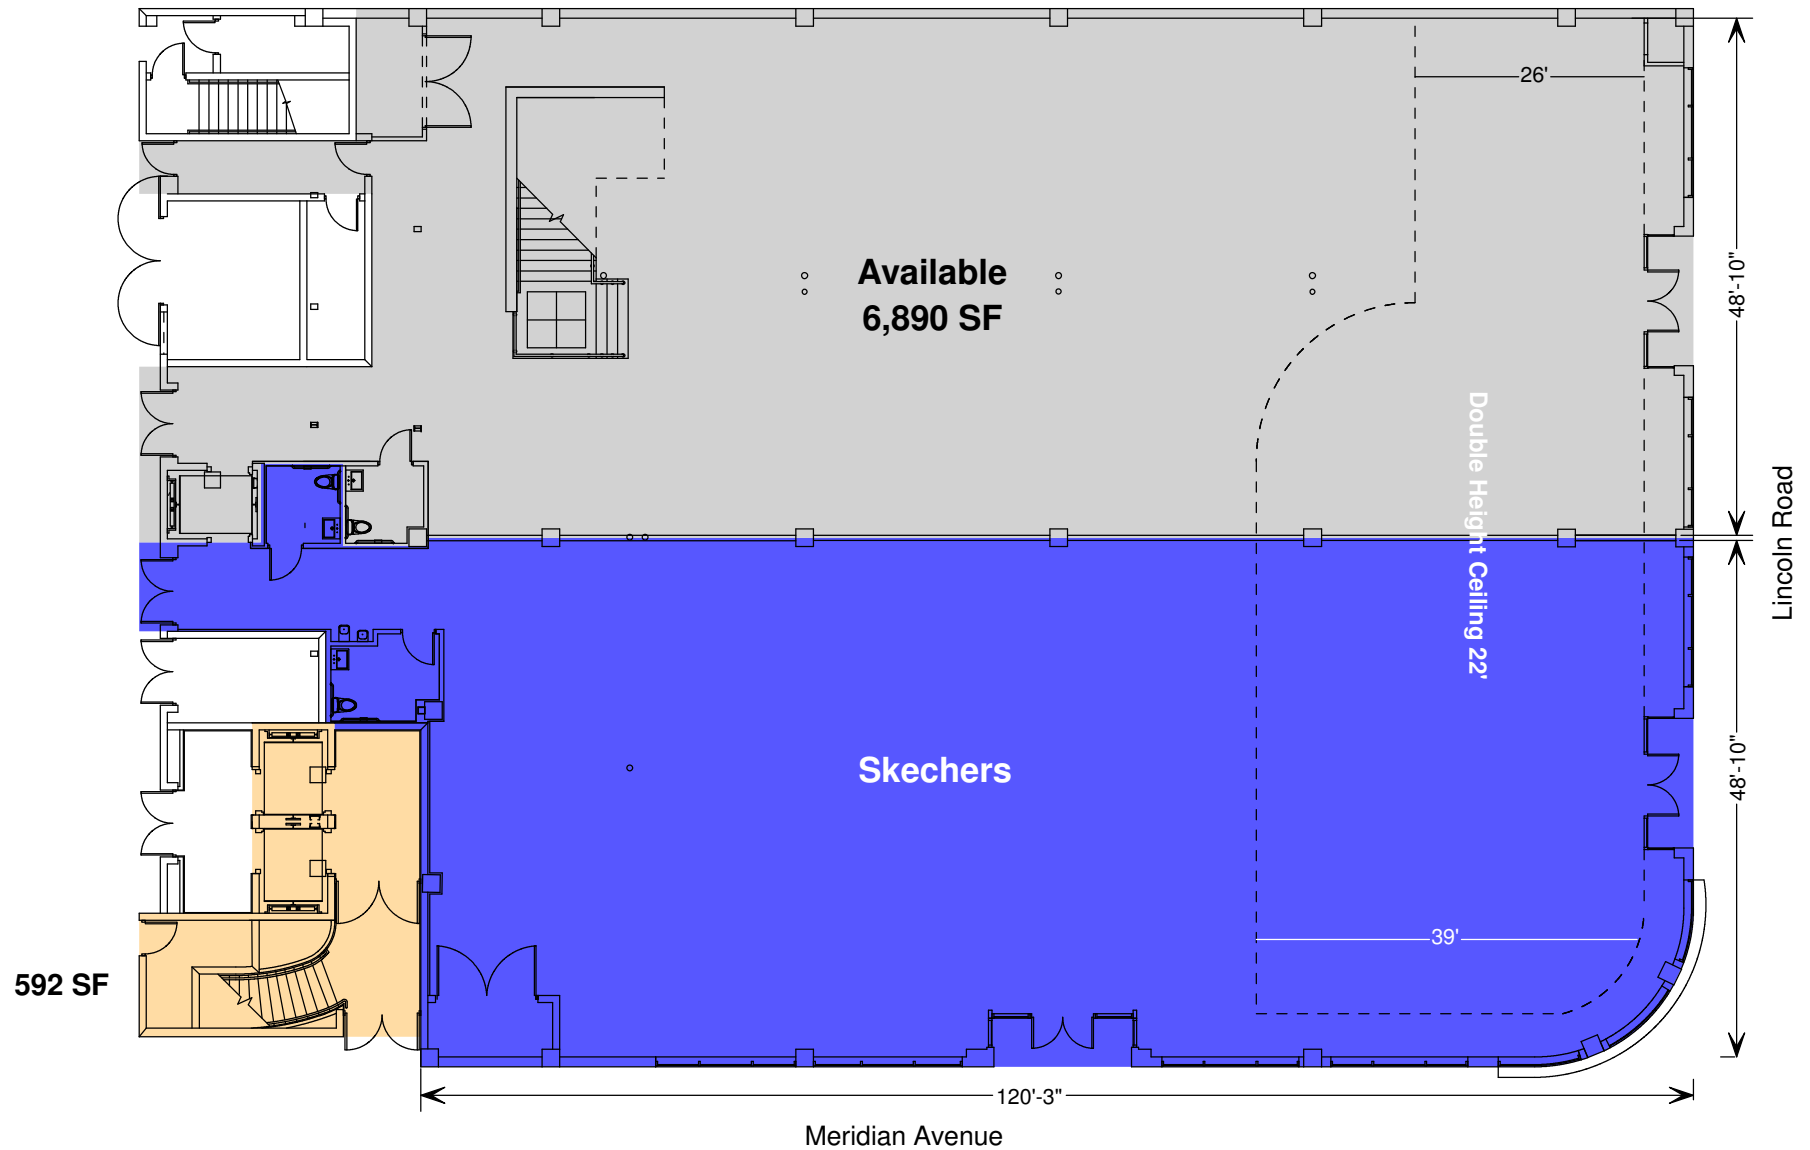 26'
Available
6,890 SF
48'-10"
Double Height Ceiling 22'
Lincoln Road
Skechers
48'-10"
39'
592 SF
120'-3"
Meridian Avenue